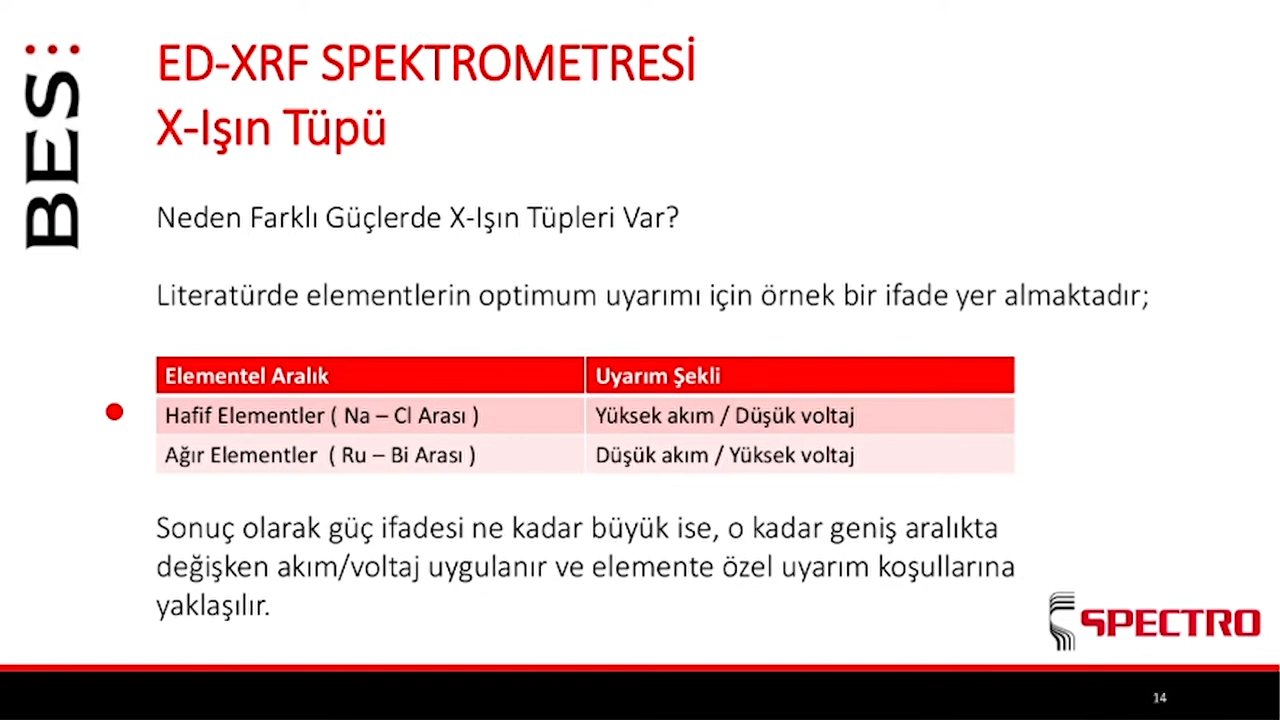 BES
ED-XRF SPEKTROMETRESİ
X-Işın Tüpü
Neden Farklı Güçlerde X-Işın Tüpleri Var?
Literatürde elementlerin optimum uyarımı için örnek bir ifade yer almaktadır;
Elementel Aralık Uyarım Şekli
Hafif Elementler ( Na – Cl Arası ) Yüksek akım / Düşük voltaj
Ağır Elementler ( Ru – Bi Arası ) Düşük akım / Yüksek voltaj
Sonuç olarak güç ifadesi ne kadar büyük ise, o kadar geniş aralıkta
değişken akım/voltaj uygulanır ve elemente özel uyarım koşullarına
yaklaşılır.
SPECTRO
14